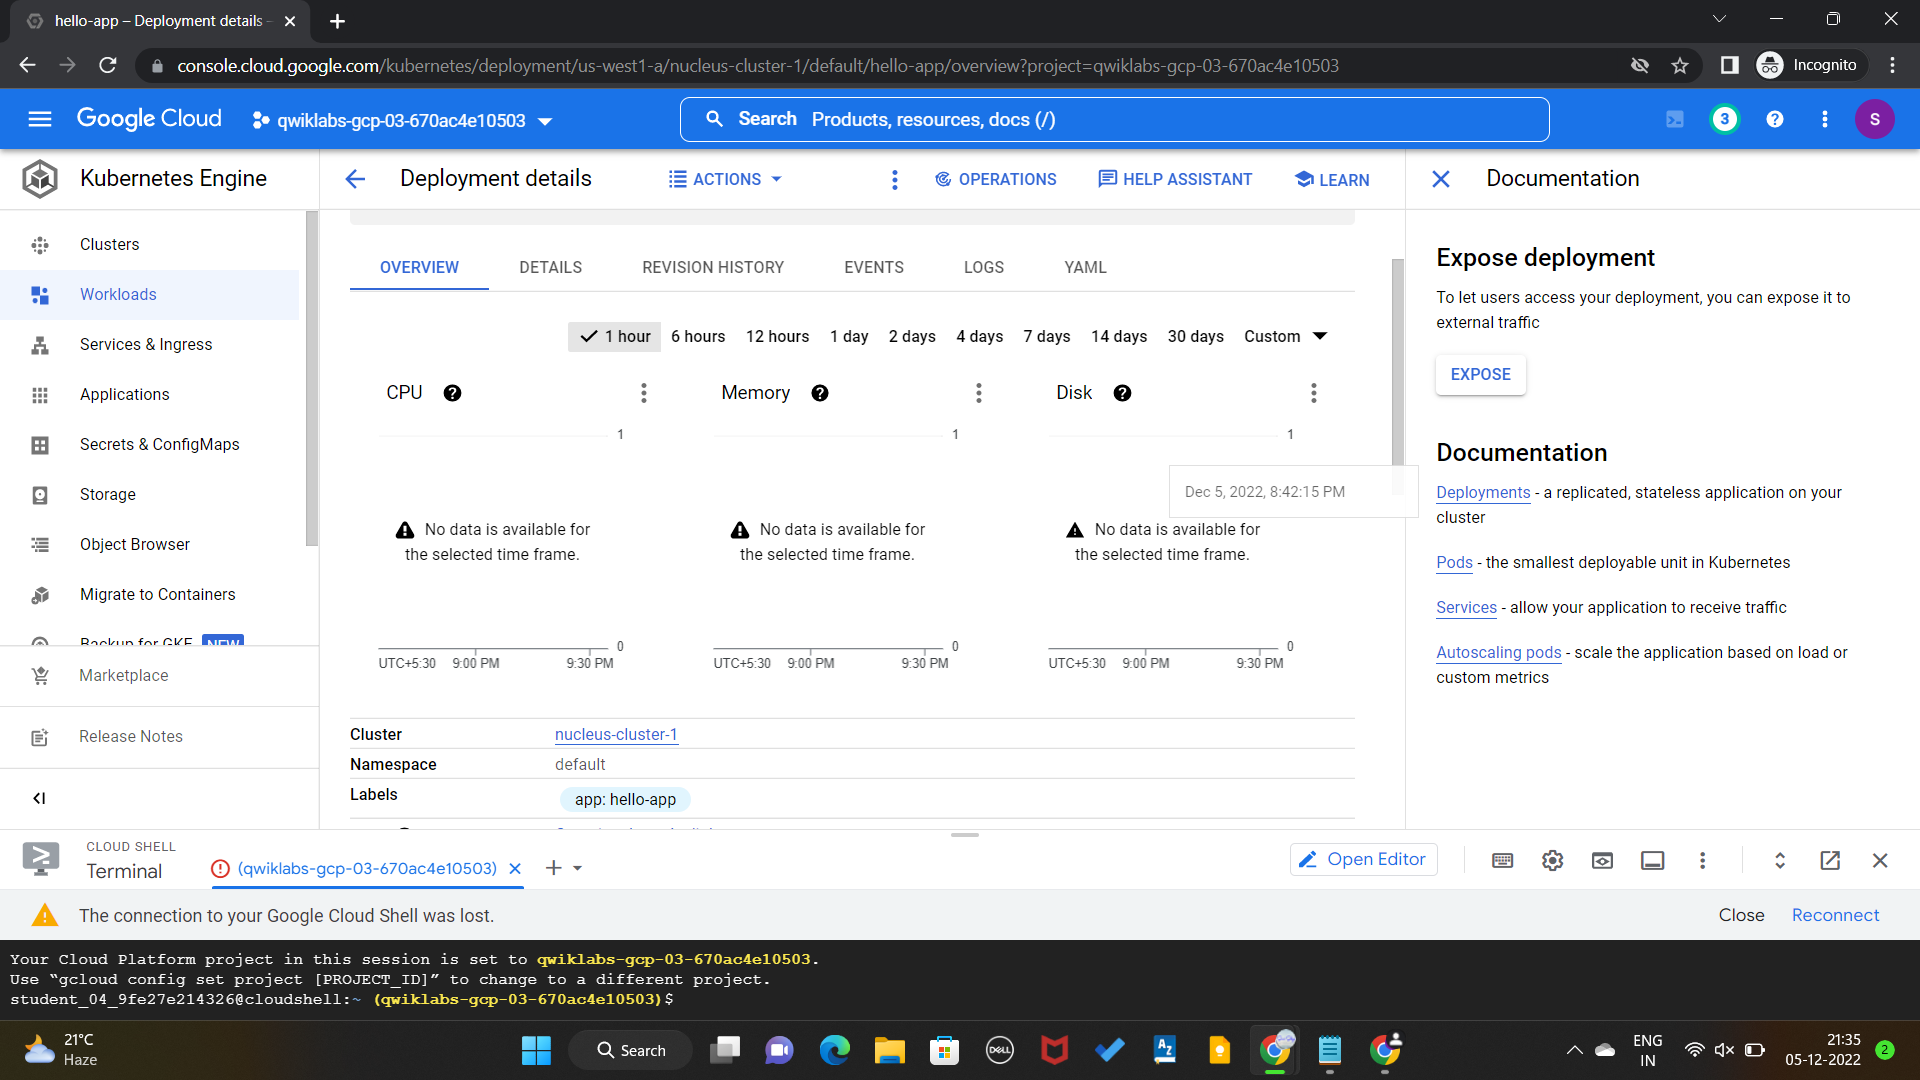 hello-app – Deployment details –
console.cloud.google.com/kubernetes/deployment/us-west1-a/nucleus-cluster-1/default/hello-app/overview?project=qwiklabs-gcp-03-670ac4e10503
Incognito
Google Cloud
qwiklabs-gcp-03-670ac4e10503
Search Products, resources, docs (/)
3
S
Kubernetes Engine
Deployment details
ACTIONS
OPERATIONS
HELP ASSISTANT
LEARN
Documentation
Clusters
Workloads
Services & Ingress
Applications
Secrets & ConfigMaps
Storage
Object Browser
Migrate to Containers
Backup for GKE NEW
Marketplace
Release Notes
OVERVIEW
DETAILS
REVISION HISTORY
EVENTS
LOGS
YAML
1 hour 6 hours 12 hours 1 day 2 days 4 days 7 days 14 days 30 days Custom
CPU
1
No data is available for
the selected time frame.
0
UTC+5:30 9:00 PM 9:30 PM
Memory
1
No data is available for
the selected time frame.
0
UTC+5:30 9:00 PM 9:30 PM
Disk
1
Dec 5, 2022, 8:42:15 PM
No data is available for
the selected time frame.
0
UTC+5:30 9:00 PM 9:30 PM
Cluster nucleus-cluster-1
Namespace default
Labels app: hello-app
Expose deployment
To let users access your deployment, you can expose it to
external traffic
EXPOSE
Documentation
Deployments - a replicated, stateless application on your
cluster
Pods - the smallest deployable unit in Kubernetes
Services - allow your application to receive traffic
Autoscaling pods - scale the application based on load or
custom metrics
CLOUD SHELL
Terminal
(qwiklabs-gcp-03-670ac4e10503)
Open Editor
The connection to your Google Cloud Shell was lost.
Close
Reconnect
Your Cloud Platform project in this session is set to qwiklabs-gcp-03-670ac4e10503.
Use “gcloud config set project [PROJECT_ID]” to change to a different project.
student_04_9fe27e214326@cloudshell:~ (qwiklabs-gcp-03-670ac4e10503)$
21°C
Haze
Search
DELL
A Z
ENG
IN
21:35
05-12-2022
2